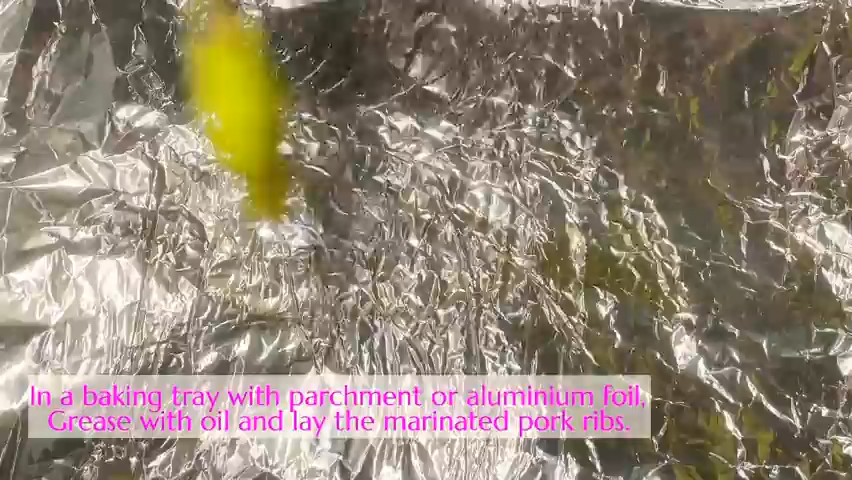 In a baking tray with parchment or aluminium foil,
Grease with oil and lay the marinated pork ribs.